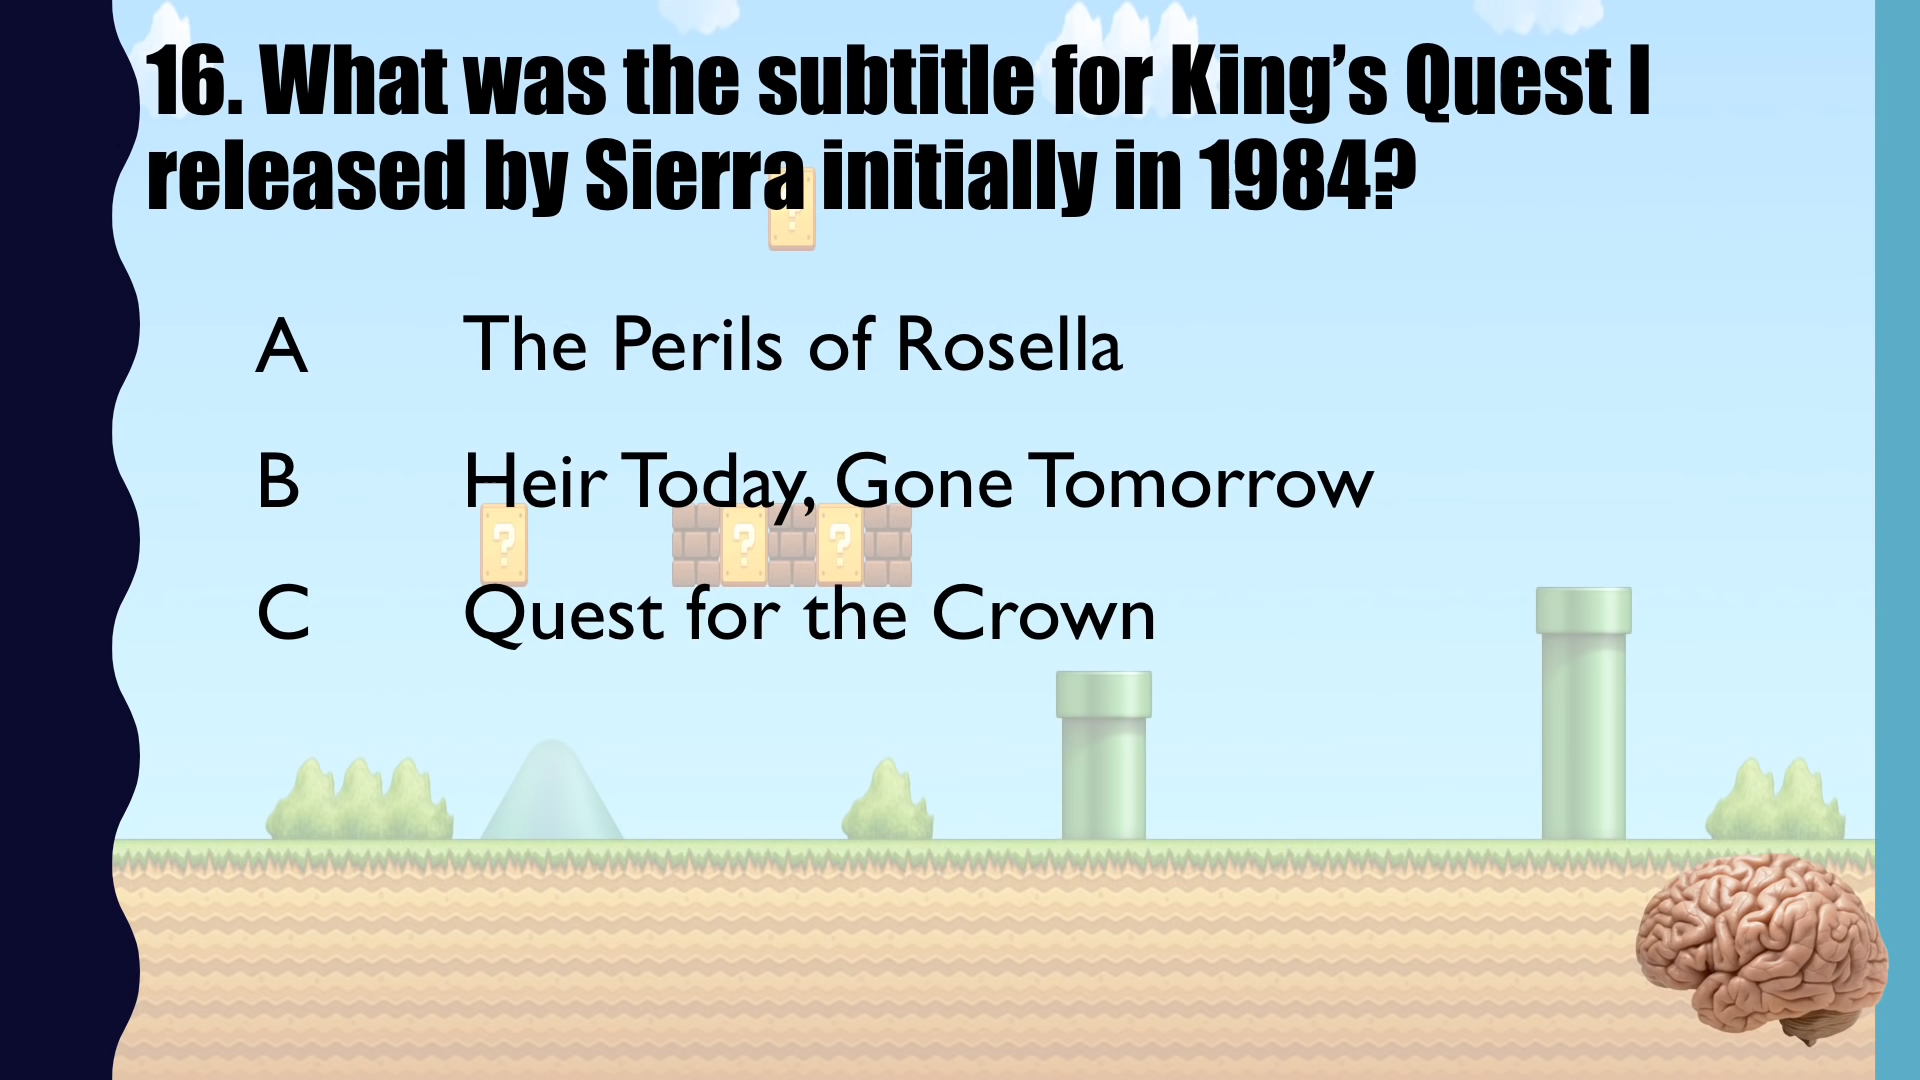 16. What was the subtitle for King’s Quest I
released by Sierra initially in 1984?
A The Perils of Rosella
B Heir Today, Gone Tomorrow
C Quest for the Crown